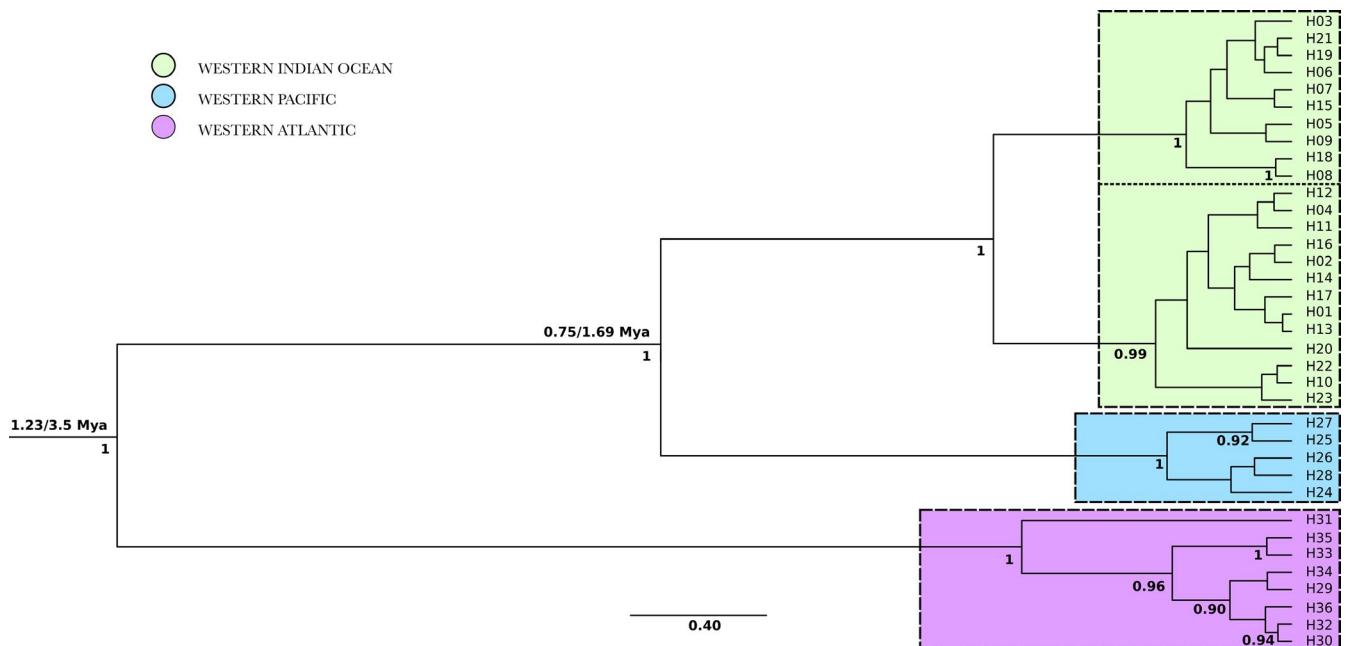 WESTERN INDIAN OCEAN
WESTERN PACIFIC
WESTERN ATLANTIC
H03
H21
H19
H06
H07
H15
H05
H09
1
H18
H08
1
H12
H04
H11
H16
H02
1
H14
H17
H01
H13
0.75/1.69 Mya
1
0.99
H20
H22
H10
H23
1.23/3.5 Mya
1
H27
H25
0.92
H26
1
H28
H24
H31
H35
H33
1
1
H34
H29
0.96
H36
0.90
H32
H30
0.94
0.40